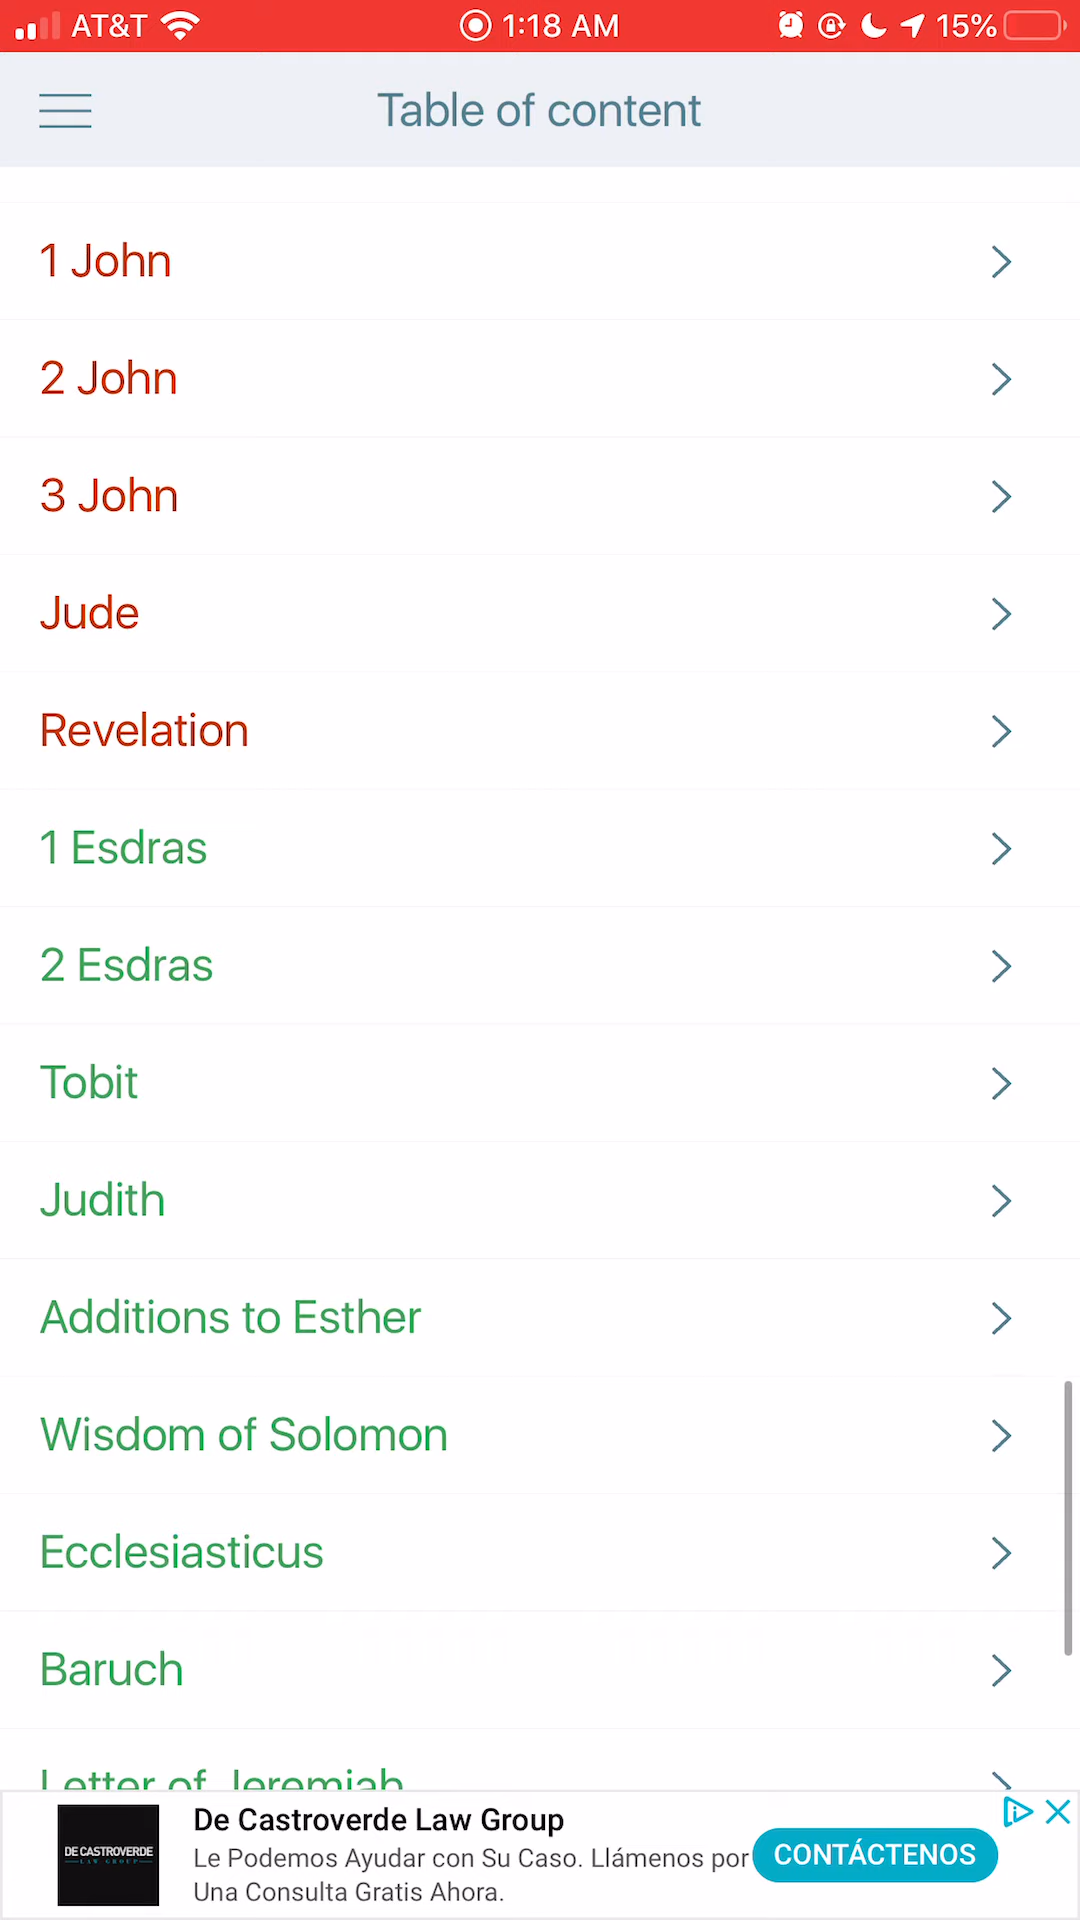 AT&T 1:18 AM 15%
Table of content
1 John
2 John
3 John
Jude
Revelation
1 Esdras
2 Esdras
Tobit
Judith
Additions to Esther
Wisdom of Solomon
Ecclesiasticus
Baruch
Letter of Jeremiah
DE CASTROVERDE
LAW GROUP
De Castroverde Law Group
Le Podemos Ayudar con Su Caso. Llámenos por
Una Consulta Gratis Ahora.
CONTÁCTENOS